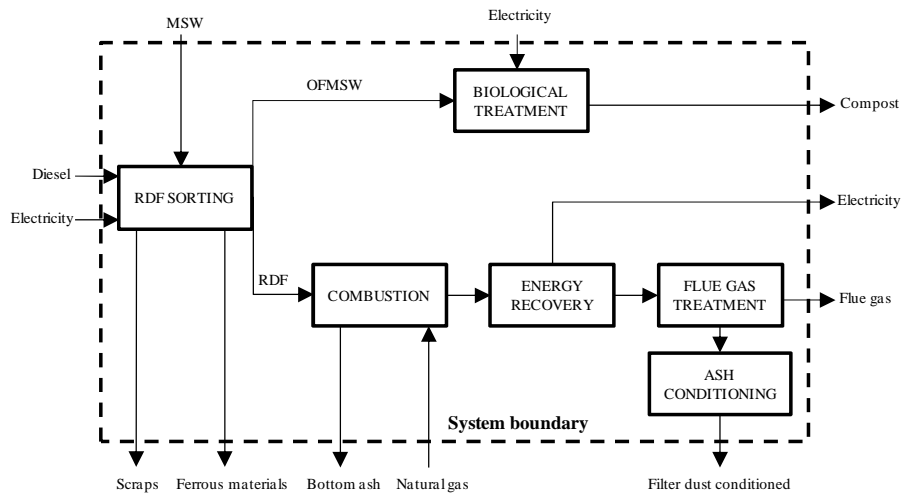 MSW
Electricity
OFMSW
BIOLOGICAL
TREATMENT
Compost
Diesel
RDF SORTING
Electricity
Electricity
RDF
COMBUSTION
ENERGY
RECOVERY
FLUE GAS
TREATMENT
Flue gas
ASH
CONDITIONING
System boundary
Scraps
Ferrous materials
Bottom ash
Natural gas
Filter dust conditioned